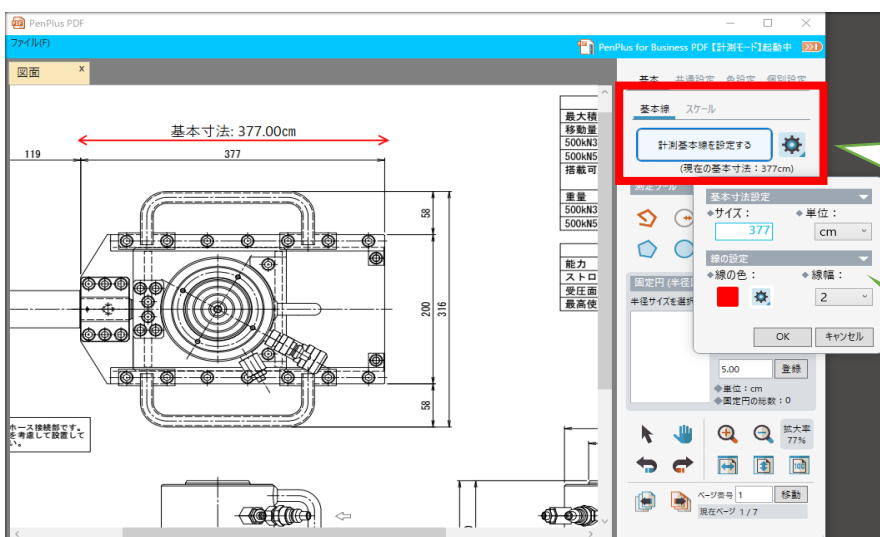 PenPlus PDF
ファイル(F)
PenPlus for Business PDF【計測モード】起動中
図面 x
基本 共通設定 色設定 個別設定
基本線 スケール
計測基本線を設定する
(現在の基本寸法：377cm)
基本寸法: 377.00cm
119
377
58
200
316
58
最大積
移動量
500kN3
500kN5
搭載可
重量
500kN3
500kN5
能力
ストロ
受圧面
最高使
測定ツール
基本寸法設定
◆サイズ： ◆単位：
377 cm
線の設定
◆線の色： ◆線幅：
2
OK キャンセル
固定円 (半径
半径サイズを選択
5.00 登録
◆単位：cm
◆固定円の総数：0
拡大率
77%
100
ページ番号 1 移動
現在ページ 1 / 7
ホース接続部です。
を考慮して設置して
い。